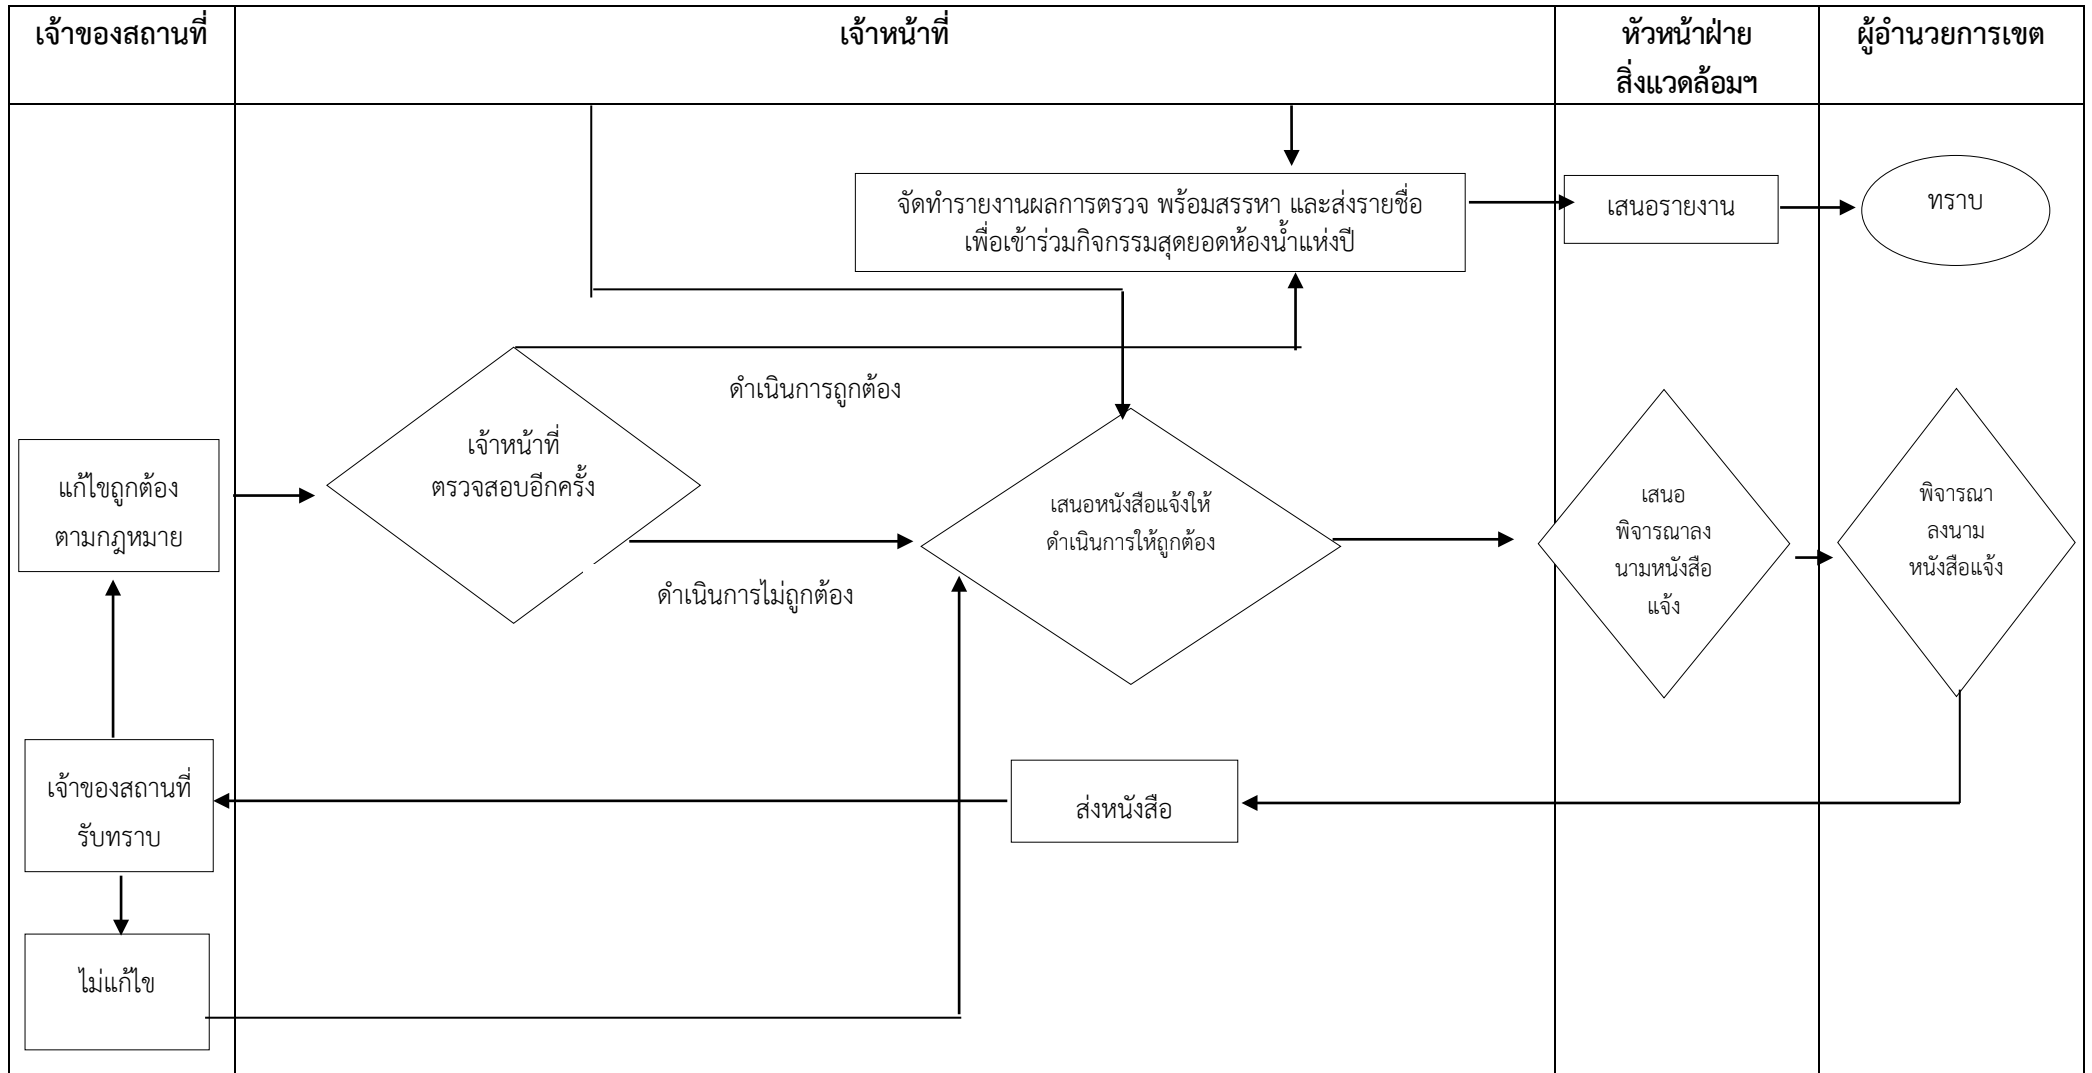 เจ้าของสถานที่
เจ้าหน้าที่
หัวหน้าฝ่าย
สิ่งแวดล้อมฯ
ผู้อำนวยการเขต
จัดทำรายงานผลการตรวจ พร้อมสรรหา และส่งรายชื่อ
เพื่อเข้าร่วมกิจกรรมสุดยอดห้องน้ำแห่งปี
เสนอรายงาน
ทราบ
ดำเนินการถูกต้อง
แก้ไขถูกต้อง
ตามกฎหมาย
เจ้าหน้าที่
ตรวจสอบอีกครั้ง
ดำเนินการไม่ถูกต้อง
เสนอหนังสือแจ้งให้
ดำเนินการให้ถูกต้อง
เสนอ
พิจารณาลง
นามหนังสือ
แจ้ง
พิจารณา
ลงนาม
หนังสือแจ้ง
เจ้าของสถานที่
รับทราบ
ส่งหนังสือ
ไม่แก้ไข